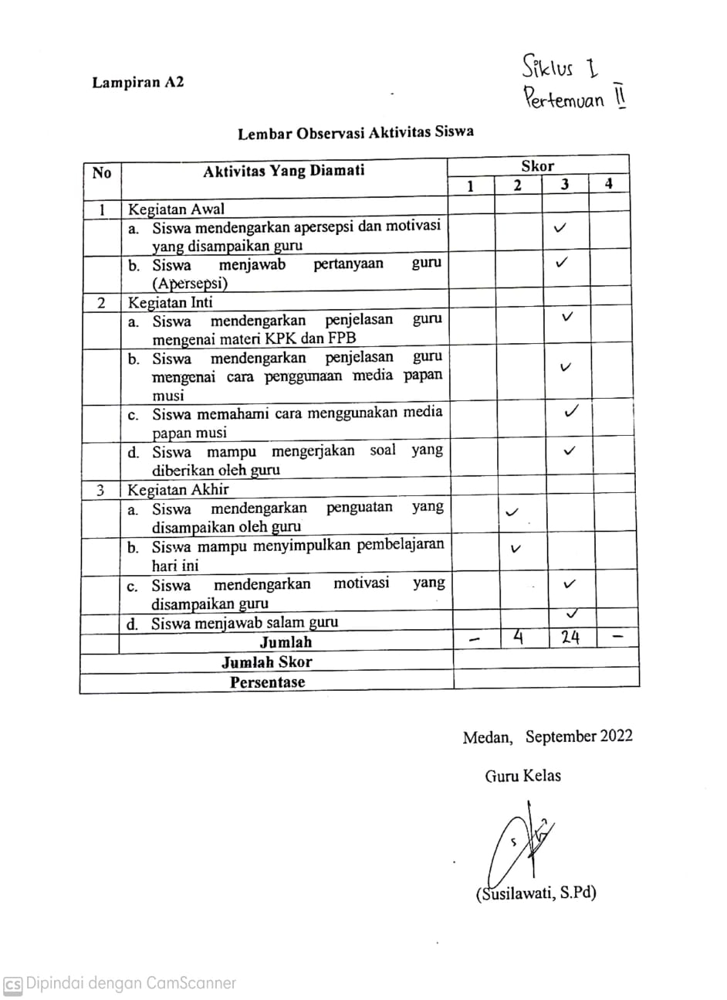 Siklus I
Lampiran A2
Pertemuan II
Lembar Observasi Aktivitas Siswa
No Aktivitas Yang Diamati Skor
1 2 3 4
1 Kegiatan Awal
a. Siswa mendengarkan apersepsi dan motivasi
yang disampaikan guru ✓
b. Siswa menjawab pertanyaan guru
(Apersepsi) ✓
2 Kegiatan Inti
a. Siswa mendengarkan penjelasan guru
mengenai materi KPK dan FPB ✓
b. Siswa mendengarkan penjelasan guru
mengenai cara penggunaan media papan
musi ✓
c. Siswa memahami cara menggunakan media
papan musi ✓
d. Siswa mampu mengerjakan soal yang
diberikan oleh guru ✓
3 Kegiatan Akhir
a. Siswa mendengarkan penguatan yang
disampaikan oleh guru ✓
b. Siswa mampu menyimpulkan pembelajaran
hari ini ✓
c. Siswa mendengarkan motivasi yang
disampaikan guru ✓
d. Siswa menjawab salam guru ✓
Jumlah - 4 24 -
Jumlah Skor
Persentase
Medan, September 2022
Guru Kelas
(Susilawati, S.Pd)
CS Dipindai dengan CamScanner